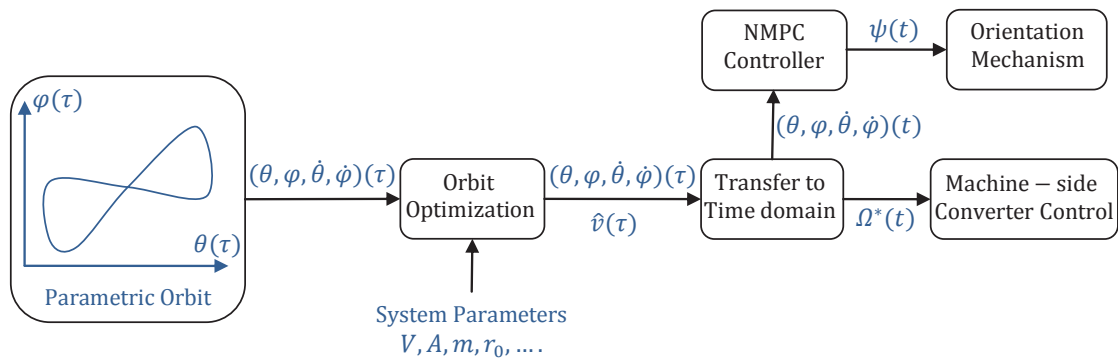 φ(τ)
θ(τ)
Parametric Orbit
(θ, φ, θ̇, φ̇)(τ)
Orbit
Optimization
System Parameters
V, A, m, r₀, … .
(θ, φ, θ̇, φ̇)(τ)
v̂(τ)
Transfer to
Time domain
(θ, φ, θ̇, φ̇)(t)
NMPC
Controller
ψ(t)
Orientation
Mechanism
Ω*(t)
Machine − side
Converter Control